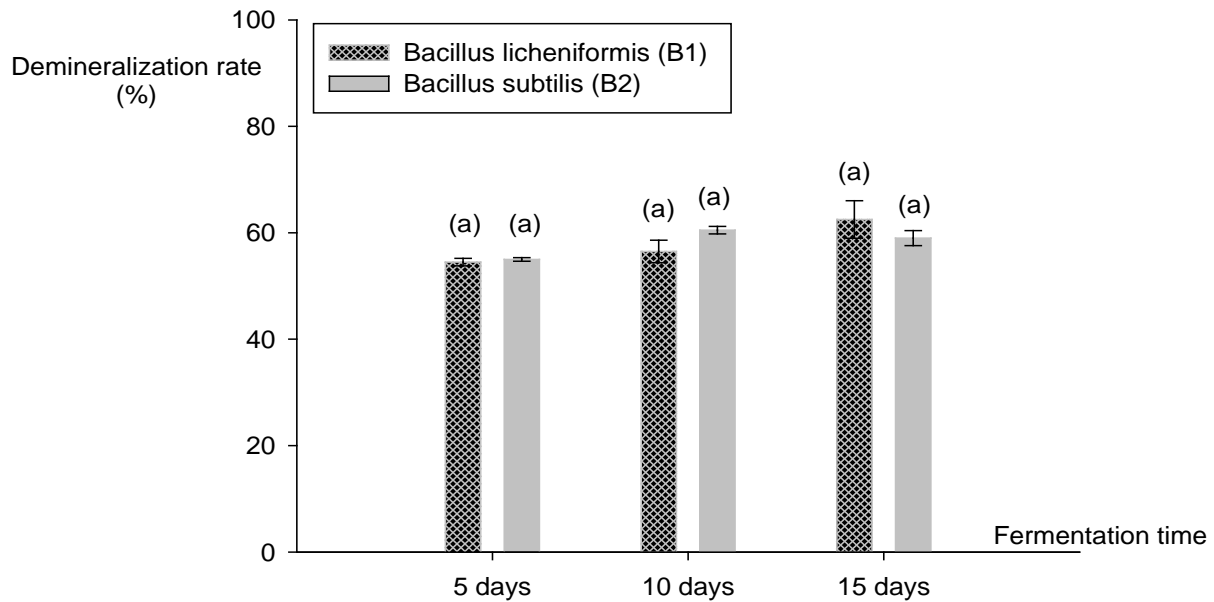 100
Demineralization rate
(%)
Bacillus licheniformis (B1)
Bacillus subtilis (B2)
80
60
40
20
0
(a) (a) (a) (a) (a) (a)
Fermentation time
5 days 10 days 15 days